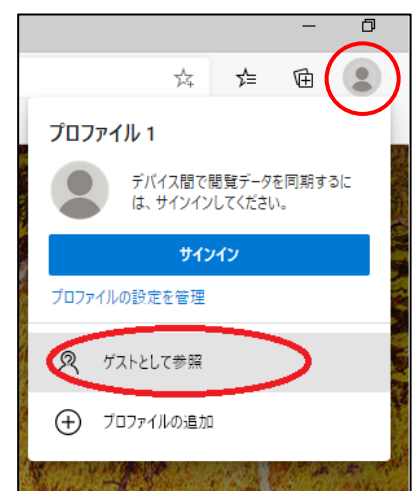 プロファイル 1
デバイス間で閲覧データを同期するに
は、サインインしてください。
サインイン
プロファイルの設定を管理
ゲストとして参照
プロファイルの追加